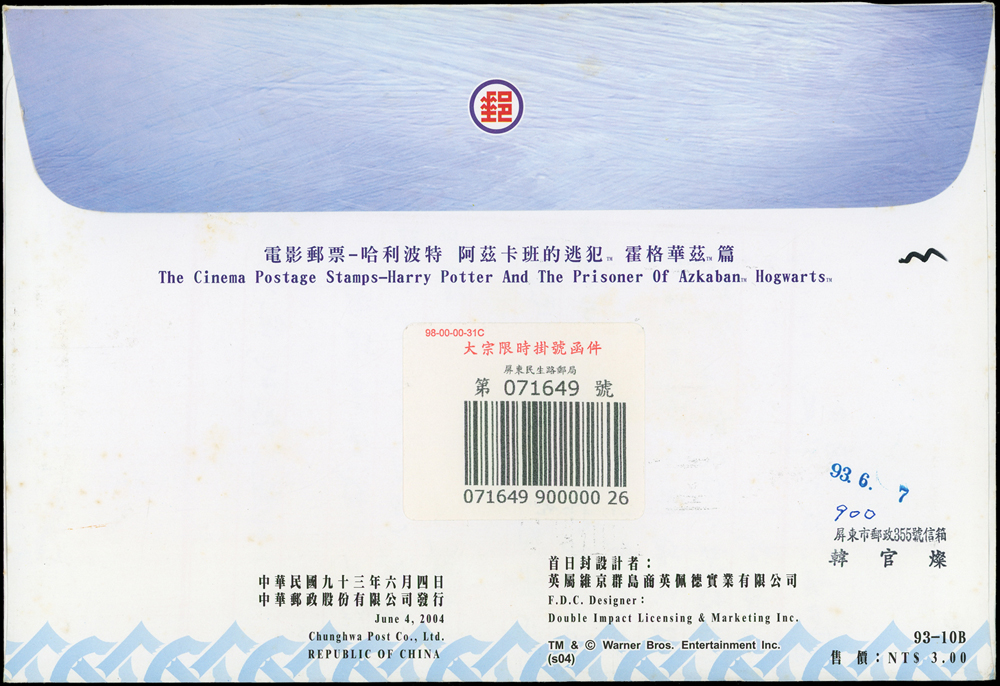 郵
電影郵票－哈利波特 阿茲卡班的逃犯™ 霍格華茲™篇
The Cinema Postage Stamps-Harry Potter And The Prisoner Of Azkaban™ Hogwarts™
98-00-00-31C
大宗限時掛號函件
屏東民生路郵局
第 071649 號
071649 900000 26
93. 6. 7
900
屏東市郵政355號信箱
韓官燦
中華民國九十三年六月四日
中華郵政股份有限公司發行
June 4, 2004
Chunghwa Post Co., Ltd.
REPUBLIC OF CHINA
首日封設計者：
英屬維京群島商英佩德實業有限公司
F.D.C. Designer：
Double Impact Licensing & Marketing Inc.
TM & © Warner Bros. Entertainment Inc.
(s04)
93-10B
售價：NT$ 3.00